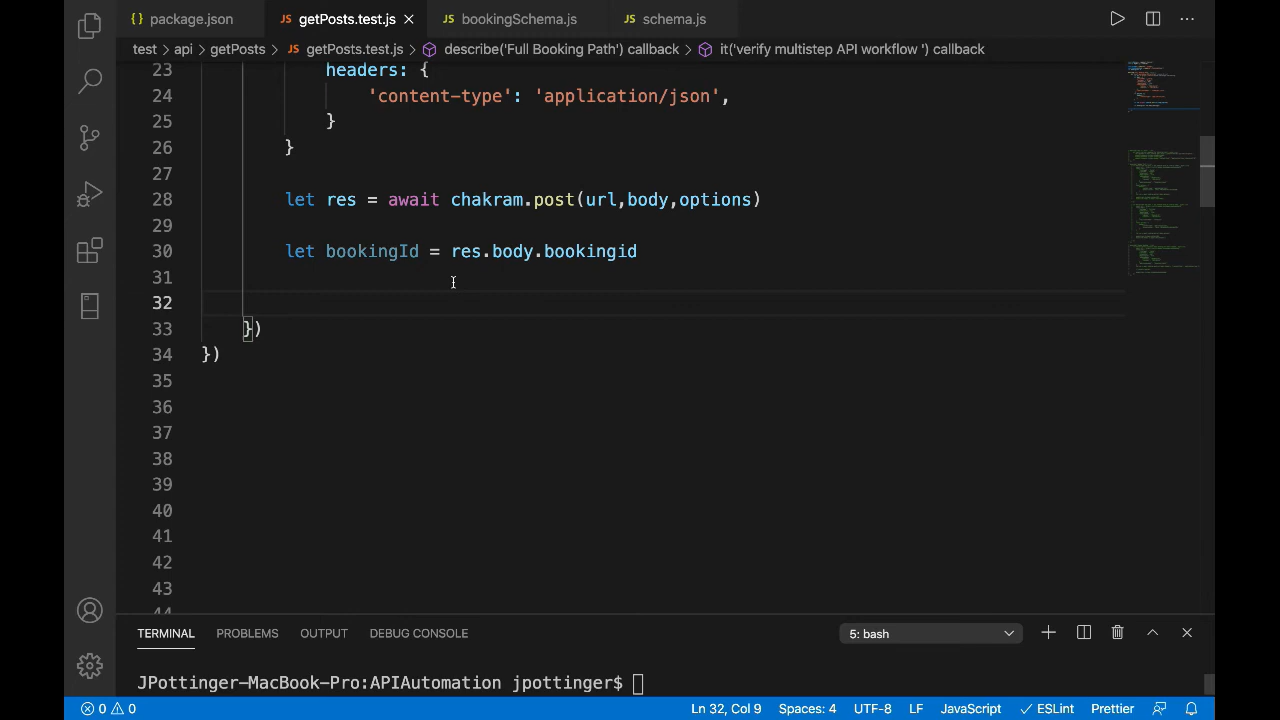 package.json
getPosts.test.js
bookingSchema.js
schema.js
test › api › getPosts › getPosts.test.js › describe('Full Booking Path') callback › it('verify multistep API workflow ') callback
23 headers: {
24 'content-type': 'application/json',
25 }
26 }
27
28 let res = await chakram.post(url,body,options)
29
30 let bookingId = res.body.bookingid
31
32
33 })
34 })
35
36
37
38
39
40
41
42
43
44
TERMINAL PROBLEMS OUTPUT DEBUG CONSOLE 5: bash
JPottinger-MacBook-Pro:APIAutomation jpottinger$
0 0 Ln 32, Col 9 Spaces: 4 UTF-8 LF JavaScript ESLint Prettier